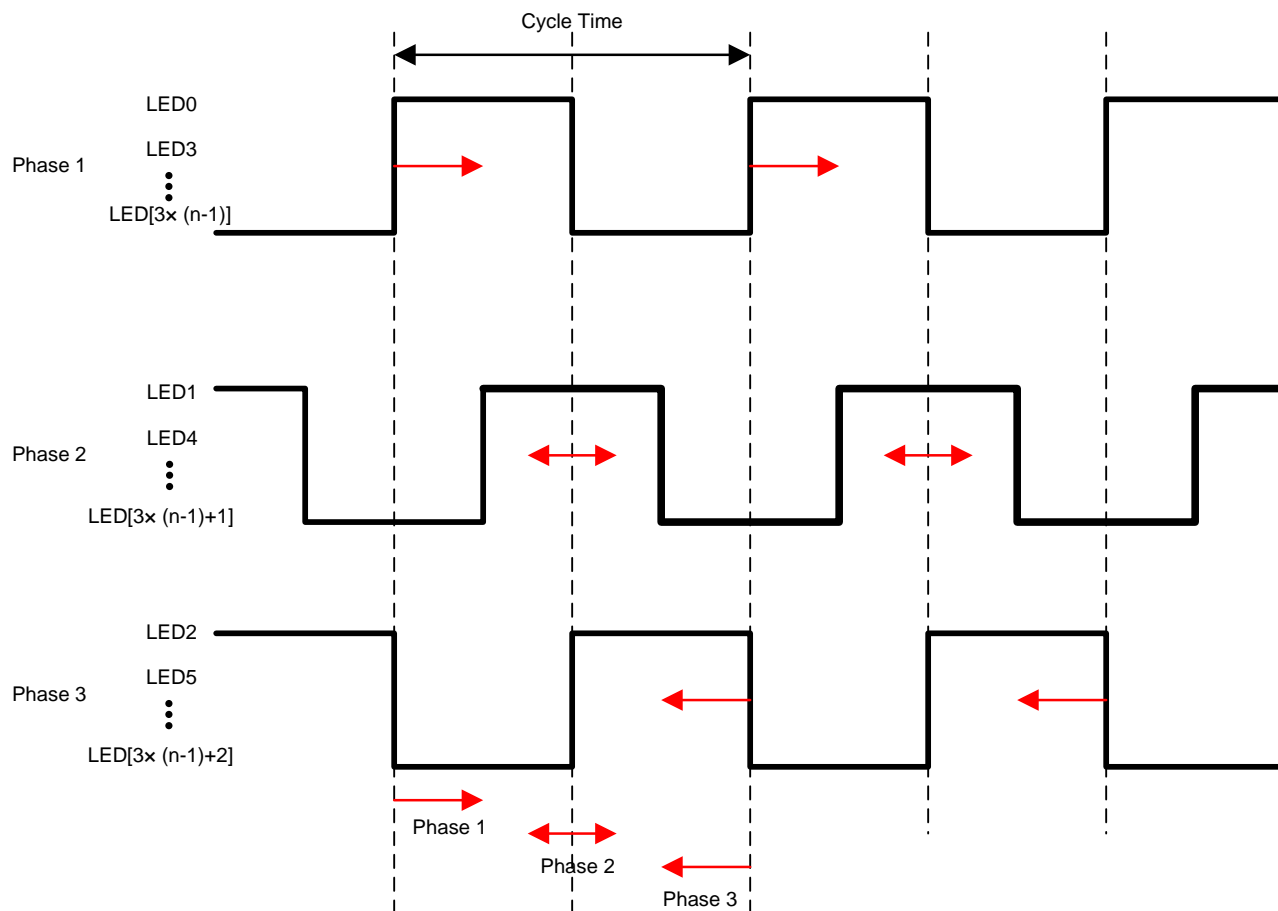 Cycle Time
LED0
LED3
Phase 1
LED[3× (n-1)]
LED1
LED4
Phase 2
LED[3× (n-1)+1]
LED2
LED5
Phase 3
LED[3× (n-1)+2]
Phase 1
Phase 2
Phase 3